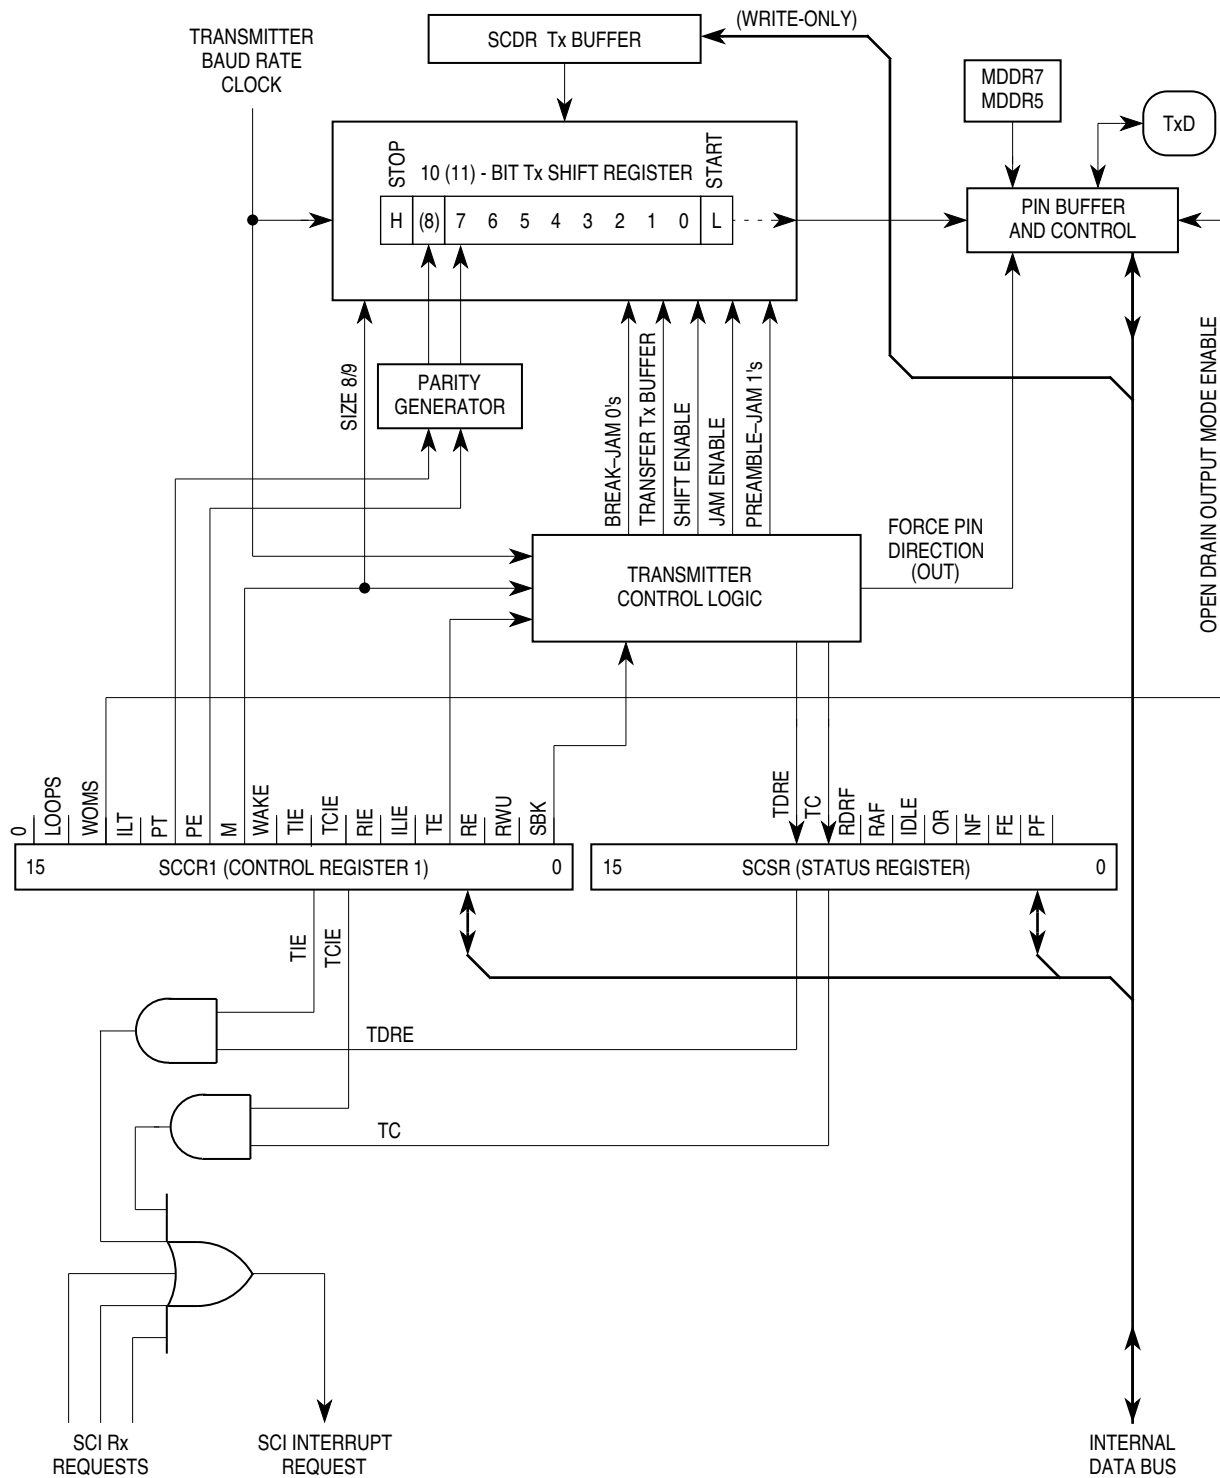 (WRITE-ONLY)
TRANSMITTER
BAUD RATE
CLOCK
SCDR Tx BUFFER
MDDR7
MDDR5
TxD
STOP
10 (11) - BIT Tx SHIFT REGISTER
START
H (8) 7 6 5 4 3 2 1 0 L
PIN BUFFER
AND CONTROL
OPEN DRAIN OUTPUT MODE ENABLE
SIZE 8/9
PARITY
GENERATOR
BREAK–JAM 0's
TRANSFER Tx BUFFER
SHIFT ENABLE
JAM ENABLE
PREAMBLE–JAM 1's
TRANSMITTER
CONTROL LOGIC
FORCE PIN
DIRECTION
(OUT)
0
LOOPS
WOMS
ILT
PT
PE
M
WAKE
TIE
TCIE
RIE
ILIE
TE
RE
RWU
SBK
TDRE
TC
RDRF
RAF
IDLE
OR
NF
FE
PF
15 SCCR1 (CONTROL REGISTER 1) 0
15 SCSR (STATUS REGISTER) 0
TIE
TCIE
TDRE
TC
SCI Rx
REQUESTS
SCI INTERRUPT
REQUEST
INTERNAL
DATA BUS